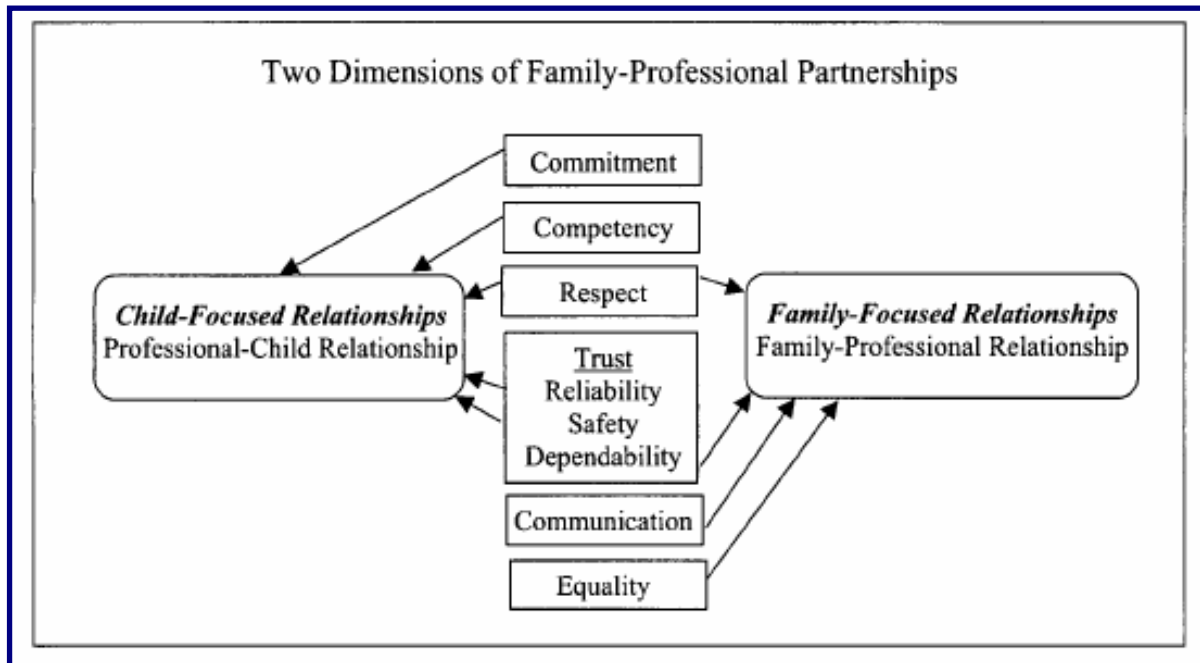 Two Dimensions of Family-Professional Partnerships
Commitment
Competency
Respect
Child-Focused Relationships
Professional-Child Relationship
Family-Focused Relationships
Family-Professional Relationship
Trust
Reliability
Safety
Dependability
Communication
Equality